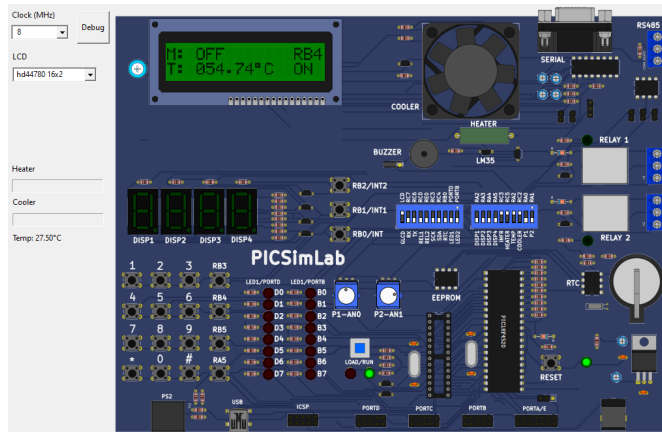 Clock (MHz)
8
Debug
LCD
hd44780 16x2
Heater
Cooler
Temp: 27.50°C
M: OFF RB4
T: 054.74°C ON
COOLER
HEATER
LM35
BUZZER
SERIAL
RS485
RELAY 1
RELAY 2
RB2/INT2
RB1/INT1
RB0/INT
DISP1 DISP2 DISP3 DISP4
PICSimLab
1 2 3 RB3
4 5 6 RB4
7 8 9 RB5
* 0 # RA5
LED1/PORTD LED1/PORTB
D0 B0
D1 B1
D2 B2
D3 B3
D4 B4
D5 B5
D6 B6
D7 B7
P1-AN0 P2-AN1
LOAD/RUN
EEPROM
PIC18F4520
RTC
RESET
PS2
USB
ICSP
PORTD
PORTC
PORTB
PORTA/E